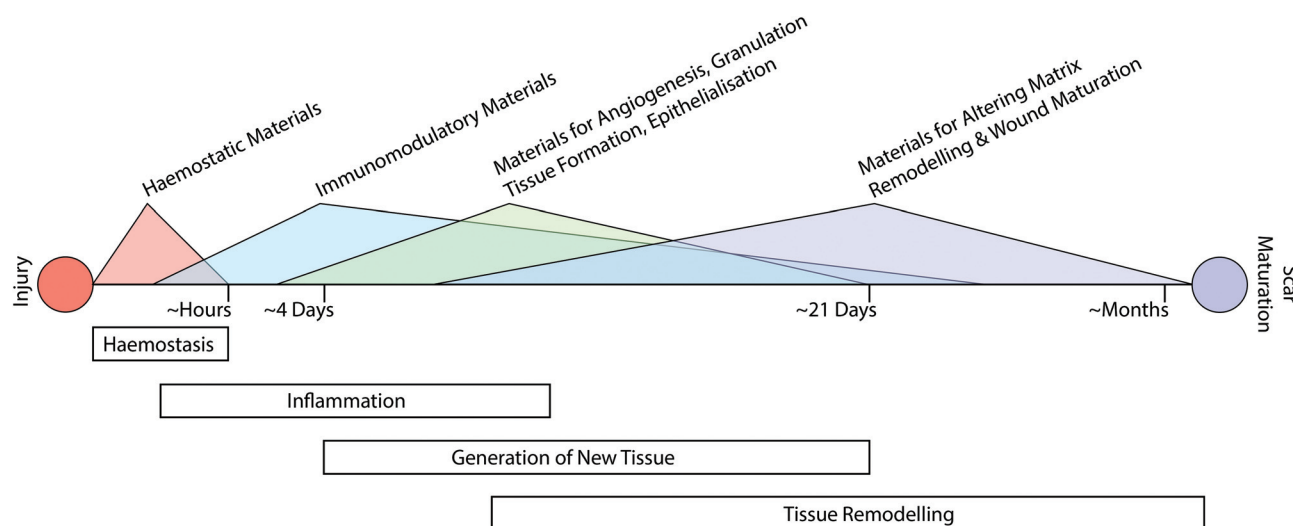 Haemostatic Materials
Immunomodulatory Materials
Materials for Angiogenesis, Granulation
Tissue Formation, Epithelialisation
Materials for Altering Matrix
Remodelling & Wound Maturation
Injury
Scar
Maturation
~Hours
~4 Days
~21 Days
~Months
Haemostasis
Inflammation
Generation of New Tissue
Tissue Remodelling